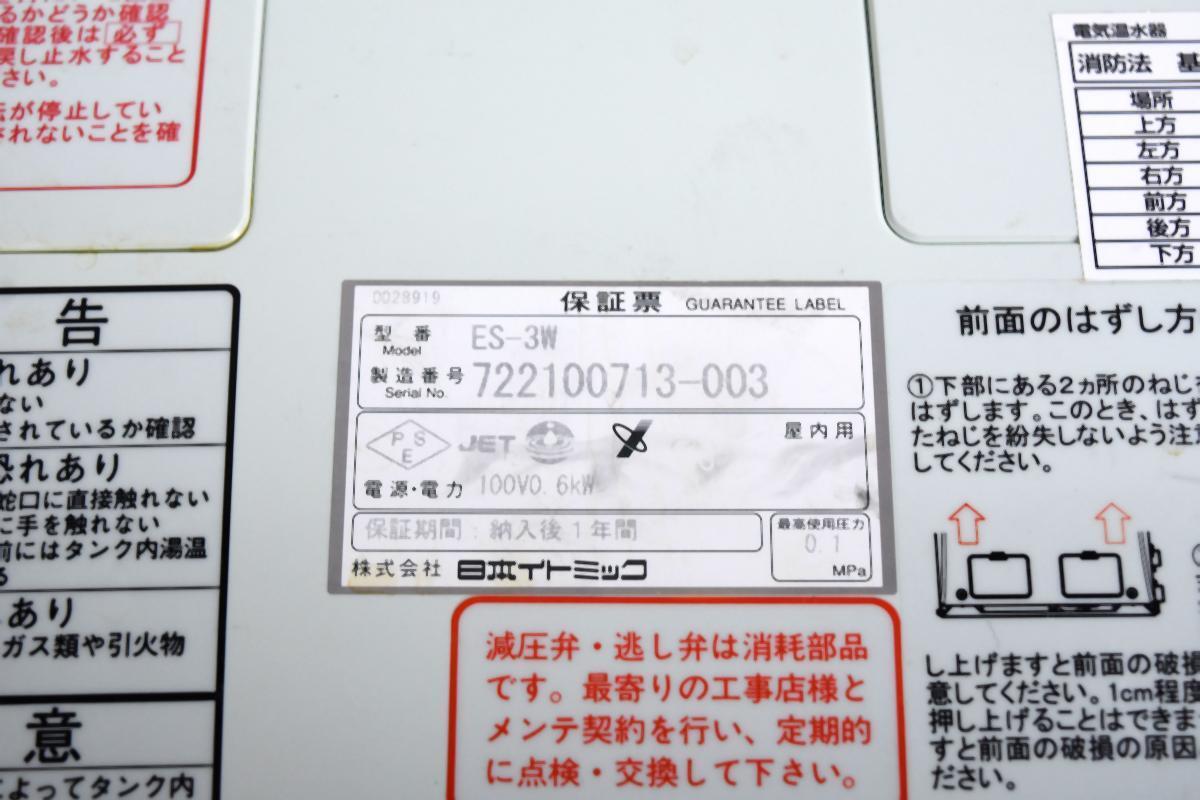 るかどうか確認
確認後は必ず
戻し止水すること
さい。
が停止してい
されないことを確
電気温水器
消防法 基
場所
上方
左方
右方
前方
後方
下方
告
れあり
ない
されているか確認
恐れあり
蛇口に直接触れない
に手を触れない
前にはタンク内湯温
る
あり
ガス類や引火物
意
によってタンク内
0028919
保証票 GUARANTEE LABEL
型番 Model ES-3W
製造番号 Serial No. 722100713-003
PSE JET 屋内用
電源・電力 100V0.6kW
保証期間：納入後1年間
最高使用圧力
0.1
MPa
株式会社 日本イトミック
減圧弁・逃し弁は消耗部品
です。最寄りの工事店様と
メンテ契約を行い、定期的
に点検・交換して下さい。
前面のはずし方
①下部にある2ヵ所のねじ
はずします。このとき、はず
たねじを紛失しないよう注意
してください。
し上げますと前面の破損
意してください。1cm程度
押し上げることはできま
すと前面の破損の原因
ださい。